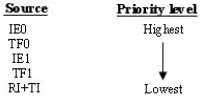 Source Priority level
IE0 Highest
TF0
IE1
TF1
RI+TI Lowest